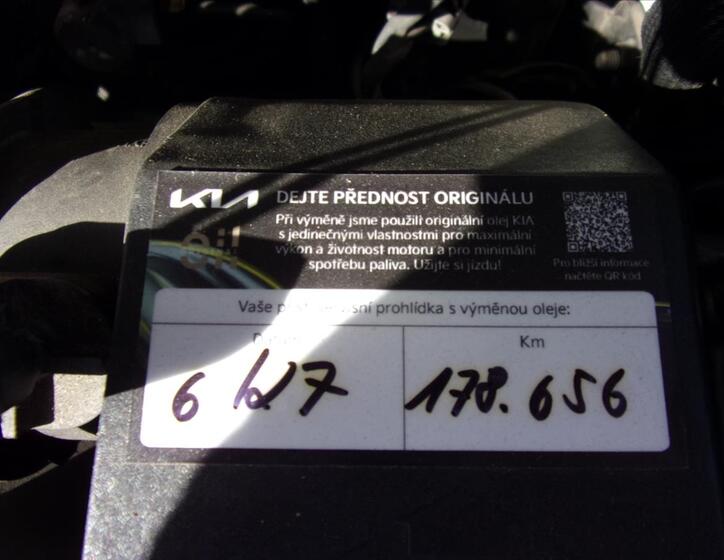 KIA DEJTE PŘEDNOST ORIGINÁLU
Při výměně jsme použili originální olej KIA
s jedinečnými vlastnostmi pro maximální
výkon a životnost motoru a pro minimální
spotřebu paliva. Užijte si jízdu!
Pro bližší informace
načtěte QR kód
Vaše servisní prohlídka s výměnou oleje:
Km
6 7
178.656